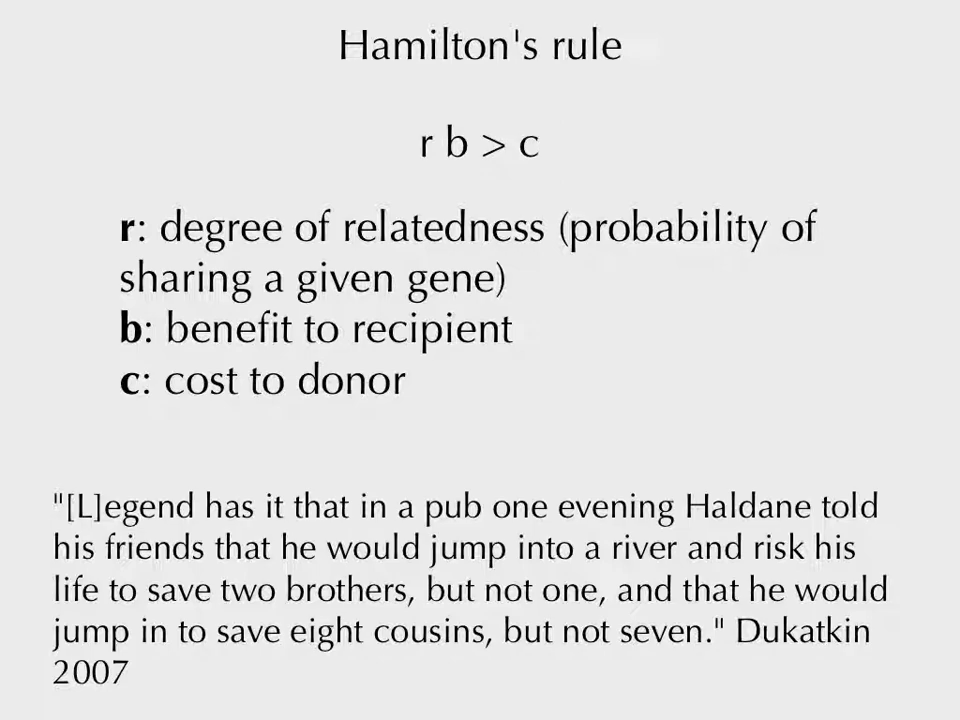 Hamilton's rule
r b > c
r: degree of relatedness (probability of
sharing a given gene)
b: benefit to recipient
c: cost to donor
"[L]egend has it that in a pub one evening Haldane told
his friends that he would jump into a river and risk his
life to save two brothers, but not one, and that he would
jump in to save eight cousins, but not seven." Dukatkin
2007